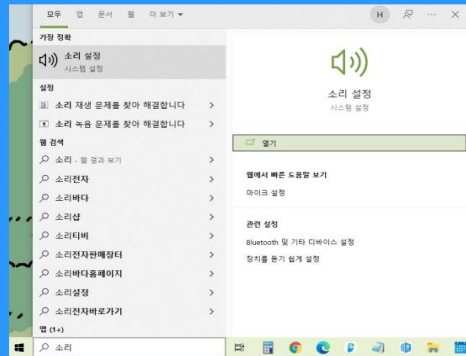 모두 앱 문서 웹 더 보기
H
가장 정확
소리 설정
시스템 설정
설정
소리 재생 문제를 찾아 해결합니다
소리 녹음 문제를 찾아 해결합니다
웹 검색
소리 - 웹 결과 보기
소리전자
소리바다
소리샵
소리티비
소리전자판매장터
소리바다홈페이지
소리설정
소리전자바로가기
앱 (1+)
소리
소리 설정
시스템 설정
열기
웹에서 빠른 도움말 보기
마이크 설정
관련 설정
Bluetooth 및 기타 디바이스 설정
장치를 듣기 쉽게 설정